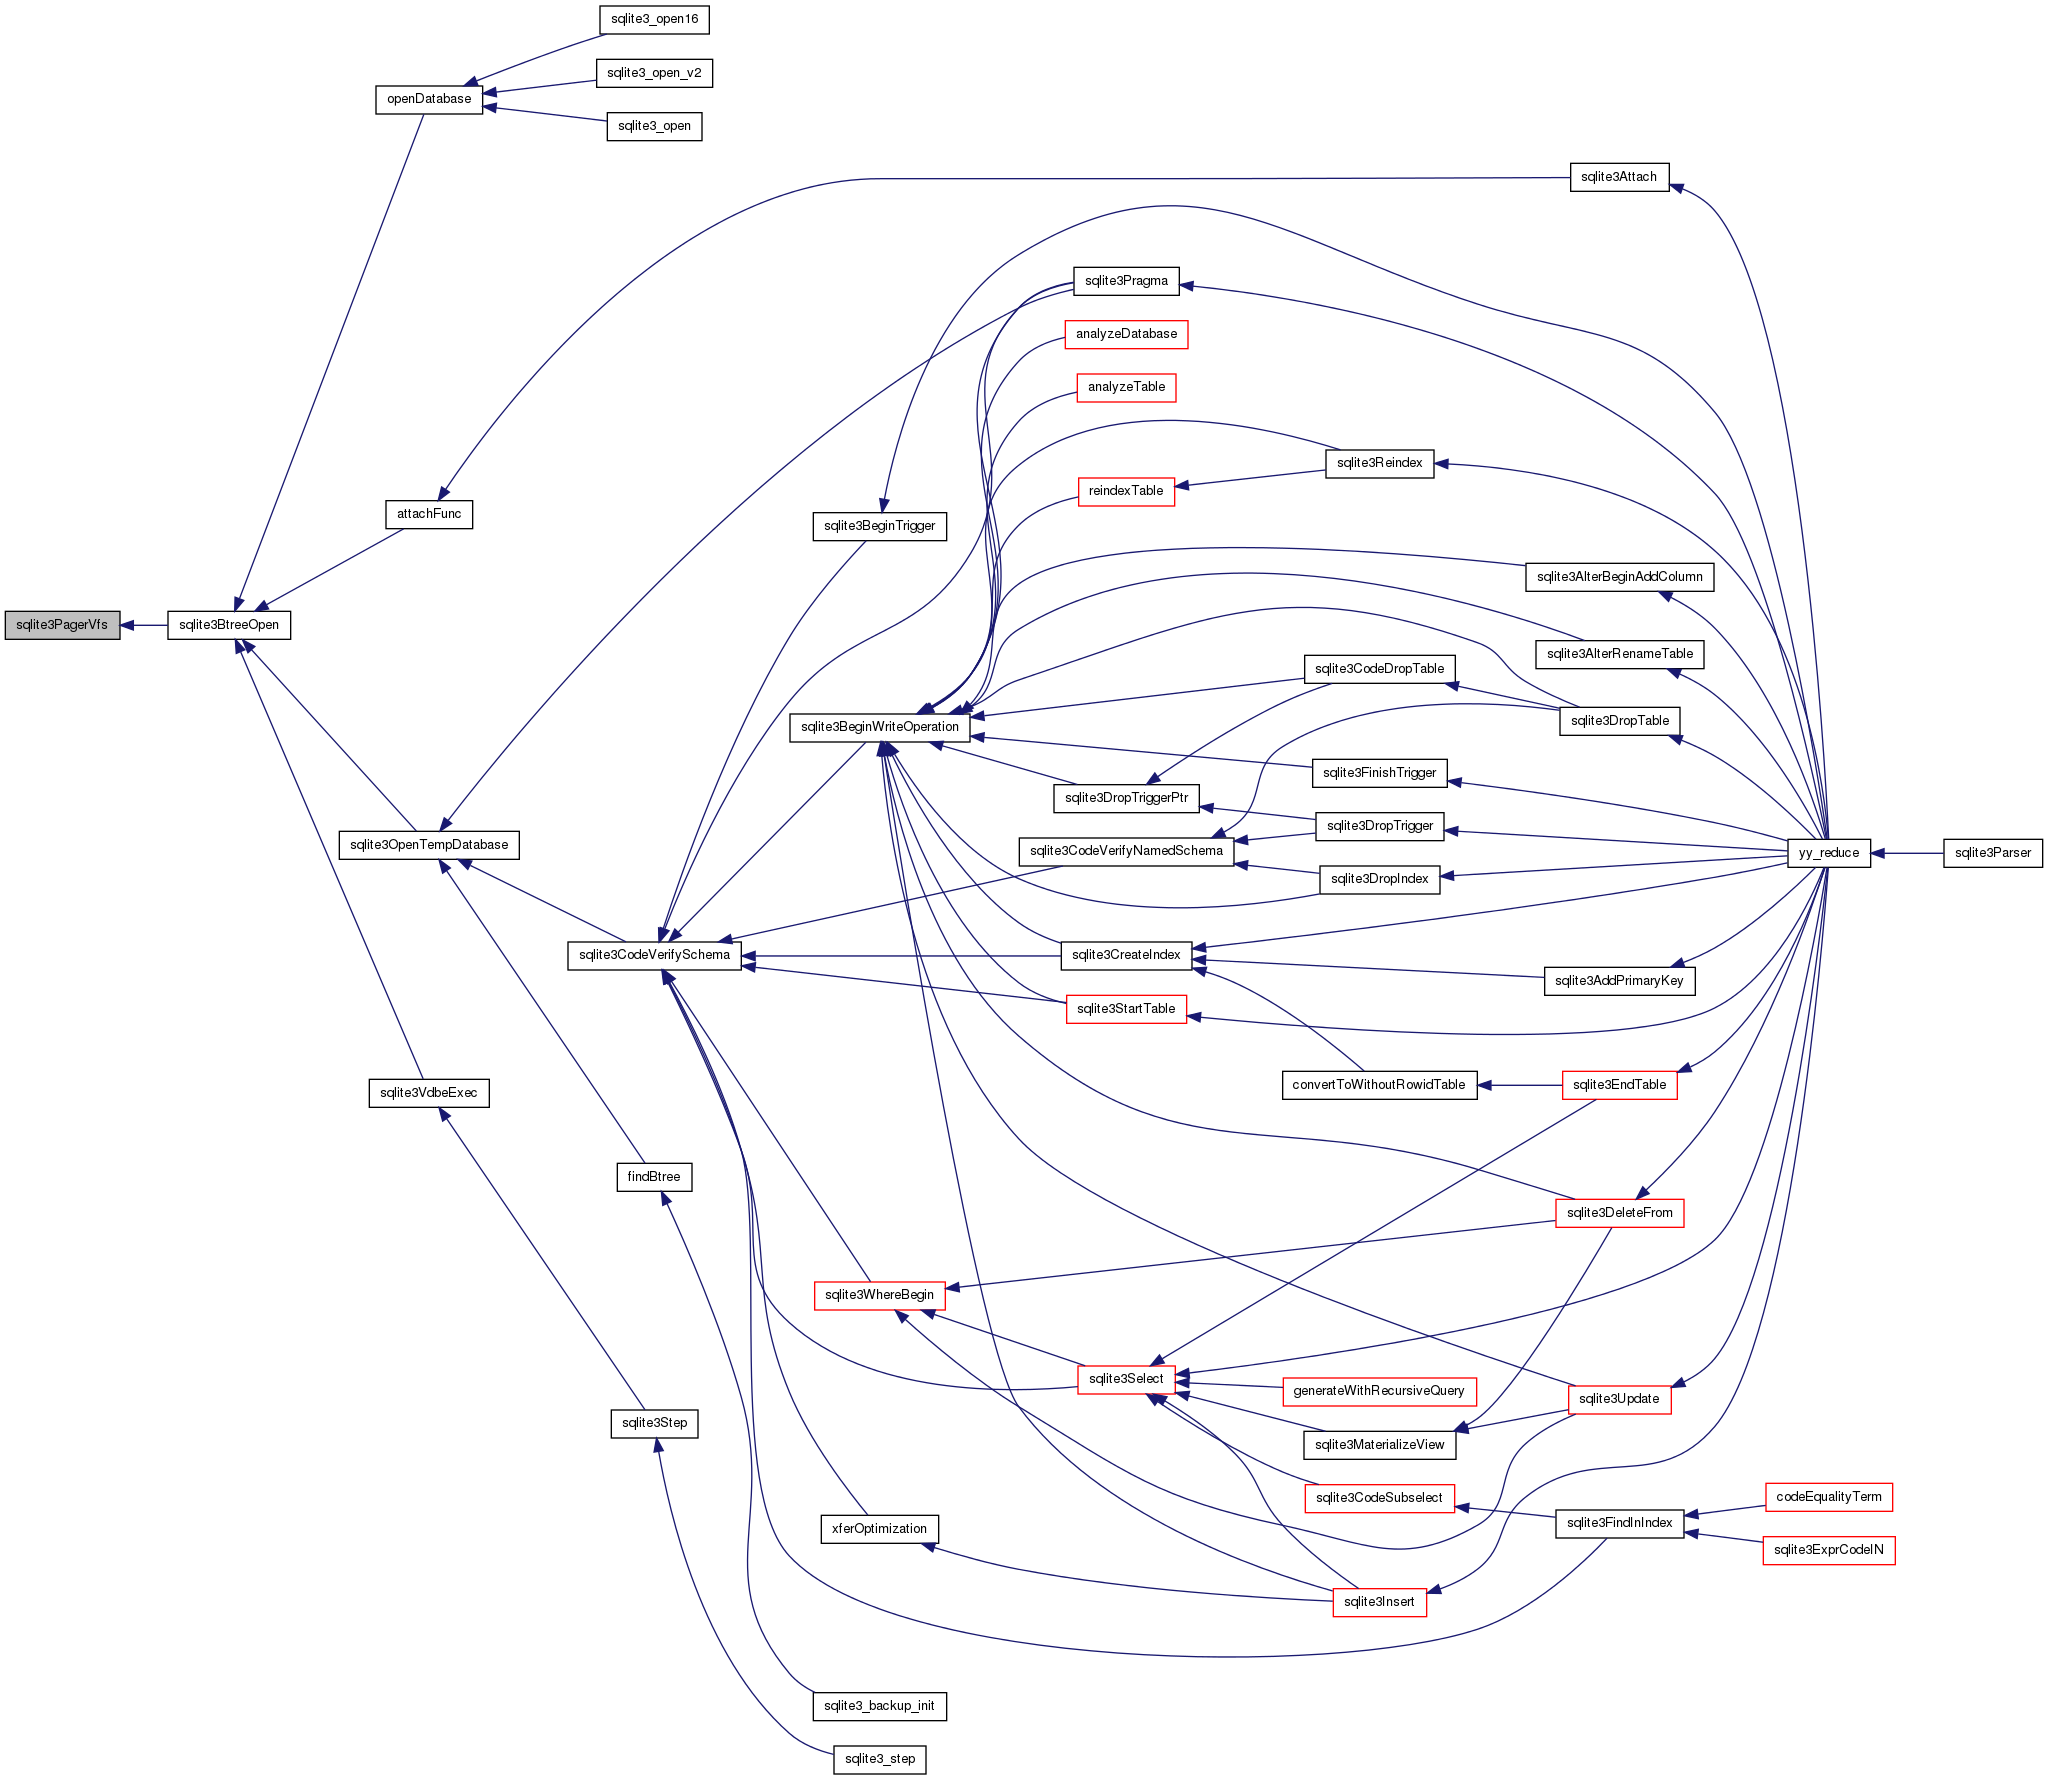 sqlite3_open16
sqlite3_open_v2
openDatabase
sqlite3_open
sqlite3Attach
sqlite3Pragma
analyzeDatabase
analyzeTable
sqlite3Reindex
reindexTable
attachFunc
sqlite3BeginTrigger
sqlite3AlterBeginAddColumn
sqlite3PagerVfs
sqlite3BtreeOpen
sqlite3AlterRenameTable
sqlite3CodeDropTable
sqlite3DropTable
sqlite3BeginWriteOperation
sqlite3FinishTrigger
sqlite3DropTriggerPtr
sqlite3DropTrigger
sqlite3OpenTempDatabase
sqlite3CodeVerifyNamedSchema
yy_reduce
sqlite3Parser
sqlite3DropIndex
sqlite3CodeVerifySchema
sqlite3CreateIndex
sqlite3AddPrimaryKey
sqlite3StartTable
sqlite3VdbeExec
convertToWithoutRowidTable
sqlite3EndTable
findBtree
sqlite3DeleteFrom
sqlite3WhereBegin
sqlite3Select
generateWithRecursiveQuery
sqlite3Update
sqlite3Step
sqlite3MaterializeView
sqlite3CodeSubselect
codeEqualityTerm
xferOptimization
sqlite3FindInIndex
sqlite3ExprCodeIN
sqlite3Insert
sqlite3_backup_init
sqlite3_step